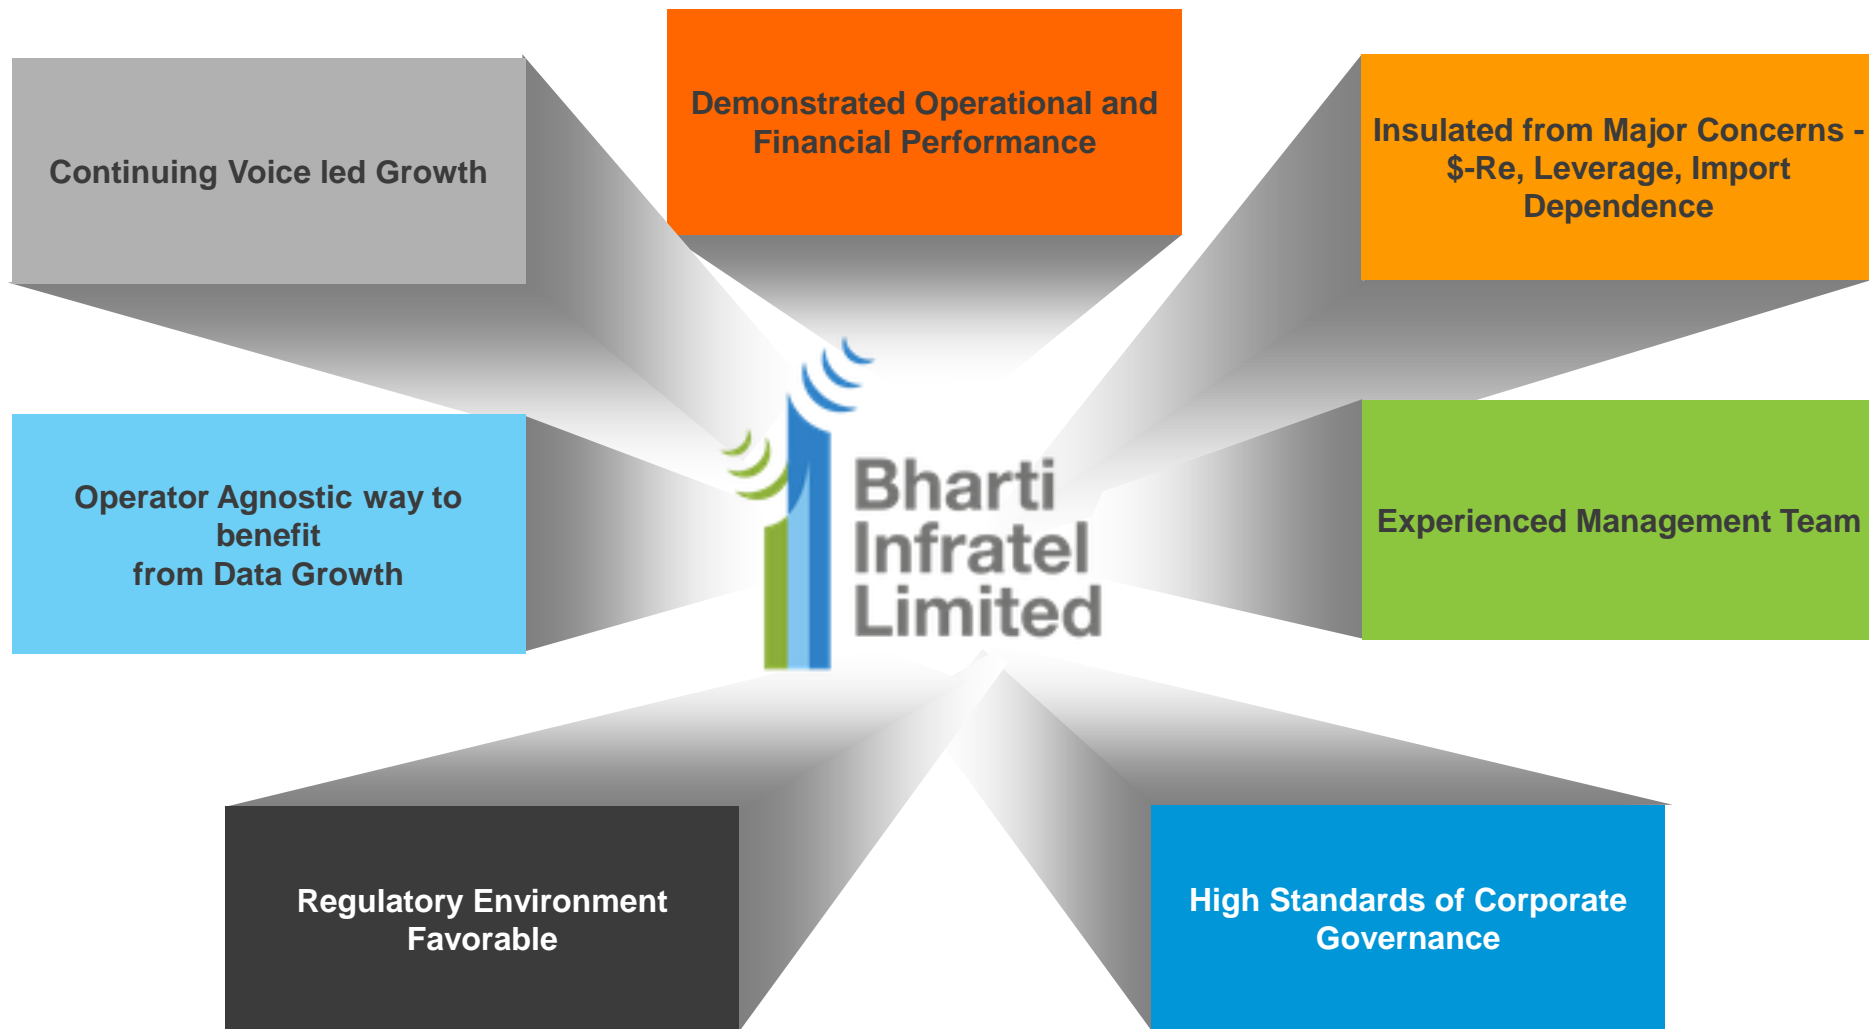 Demonstrated Operational and
Financial Performance
Continuing Voice led Growth
Insulated from Major Concerns -
$-Re, Leverage, Import
Dependence
Operator Agnostic way to
benefit
from Data Growth
Bharti
Infratel
Limited
Experienced Management Team
Regulatory Environment
Favorable
High Standards of Corporate
Governance